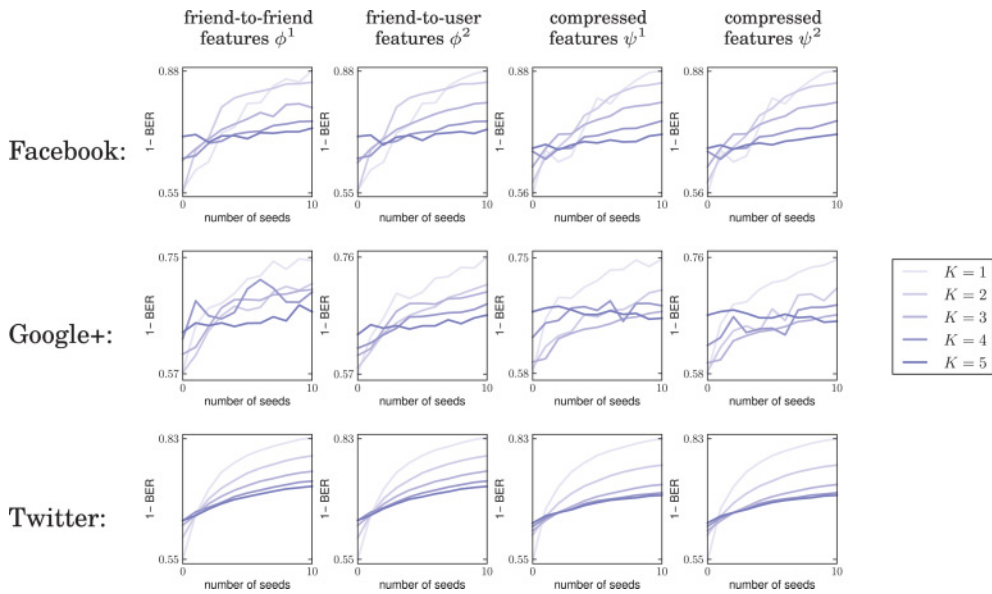 friend-to-friend features ϕ¹
friend-to-user features ϕ²
compressed features ψ¹
compressed features ψ²
Facebook:
0.88
1 − BER
0.55
0
10
number of seeds
0.88
1 − BER
0.55
0
10
number of seeds
0.88
1 − BER
0.56
0
10
number of seeds
0.88
1 − BER
0.56
0
10
number of seeds
Google+:
0.75
1 − BER
0.57
0
10
number of seeds
0.76
1 − BER
0.57
0
10
number of seeds
0.75
1 − BER
0.58
0
10
number of seeds
0.76
1 − BER
0.58
0
10
number of seeds
K = 1
K = 2
K = 3
K = 4
K = 5
Twitter:
0.83
1 − BER
0.55
0
10
number of seeds
0.83
1 − BER
0.55
0
10
number of seeds
0.83
1 − BER
0.55
0
10
number of seeds
0.83
1 − BER
0.55
0
10
number of seeds